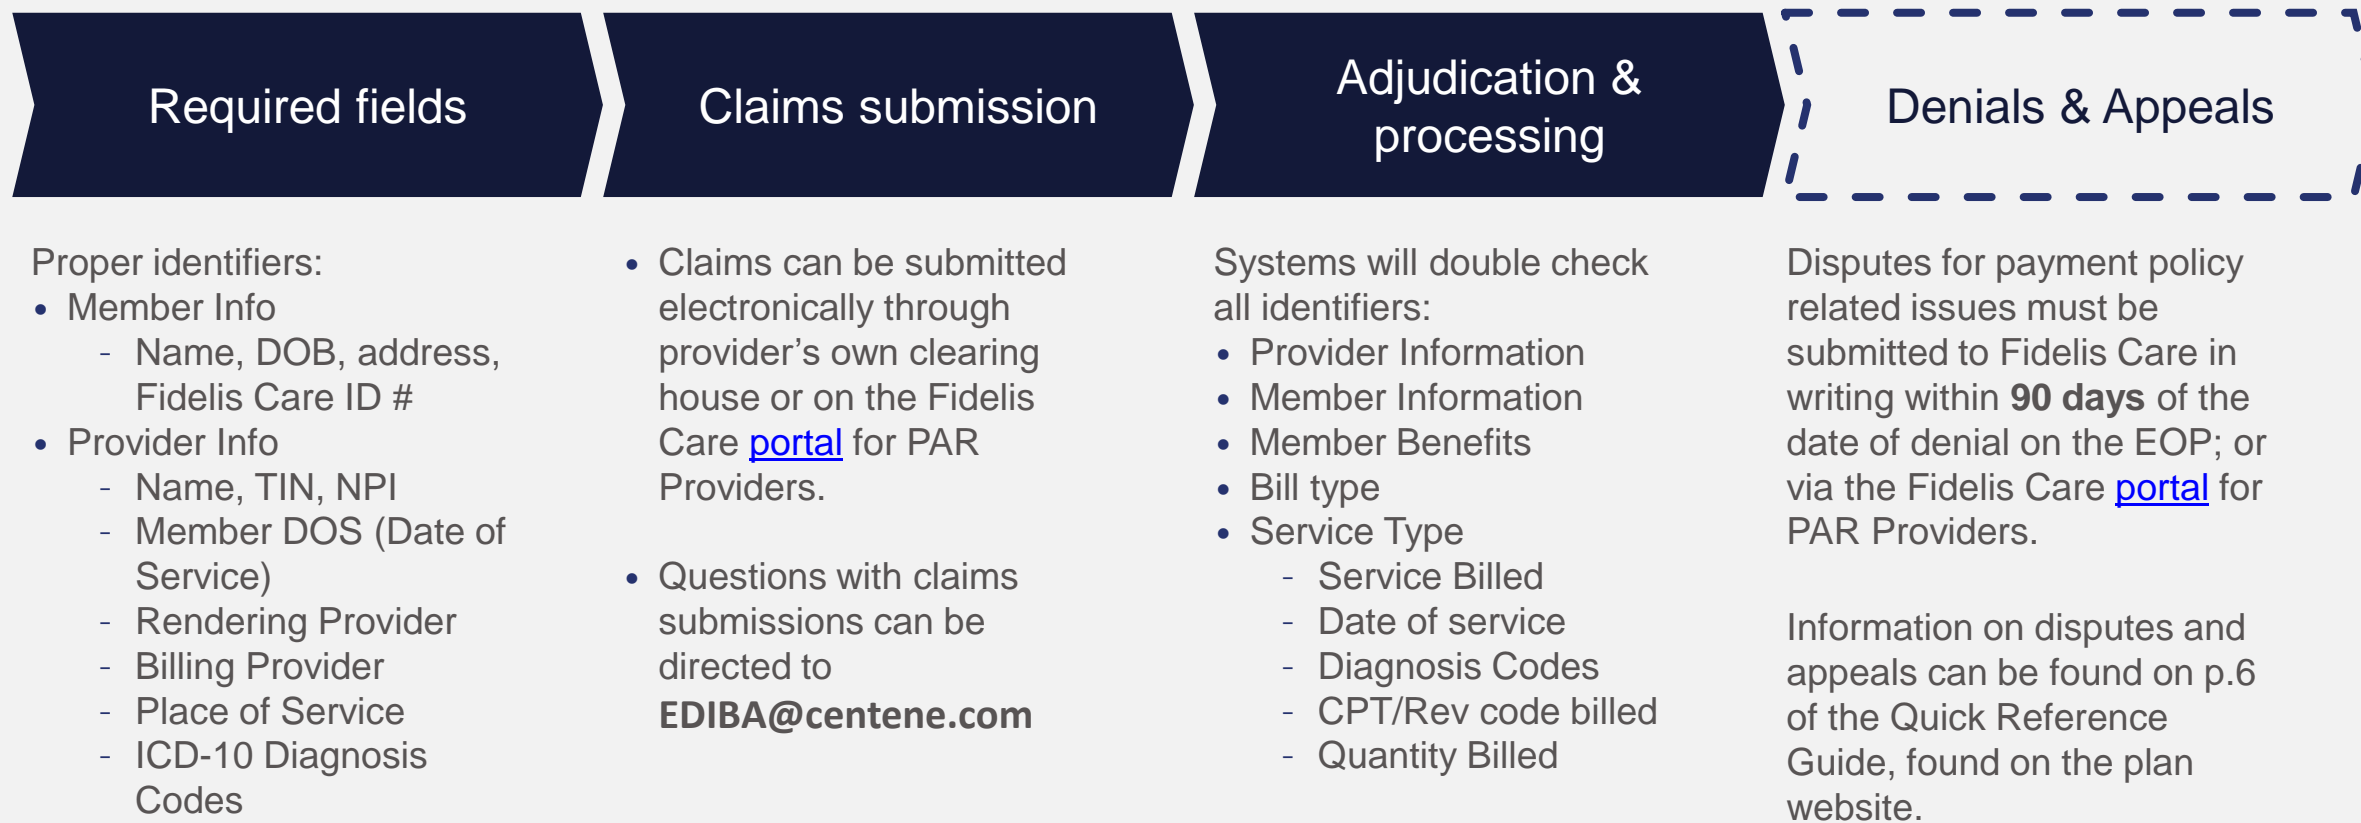 Required fields
Claims submission
Adjudication &
processing
Denials & Appeals
Proper identifiers:
• Member Info
- Name, DOB, address,
Fidelis Care ID #
• Provider Info
- Name, TIN, NPI
- Member DOS (Date of
Service)
- Rendering Provider
- Billing Provider
- Place of Service
- ICD-10 Diagnosis
Codes
• Claims can be submitted
electronically through
provider’s own clearing
house or on the Fidelis
Care portal for PAR
Providers.
• Questions with claims
submissions can be
directed to
EDIBA@centene.com
Systems will double check
all identifiers:
• Provider Information
• Member Information
• Member Benefits
• Bill type
• Service Type
- Service Billed
- Date of service
- Diagnosis Codes
- CPT/Rev code billed
- Quantity Billed
Disputes for payment policy
related issues must be
submitted to Fidelis Care in
writing within 90 days of the
date of denial on the EOP; or
via the Fidelis Care portal for
PAR Providers.
Information on disputes and
appeals can be found on p.6
of the Quick Reference
Guide, found on the plan
website.